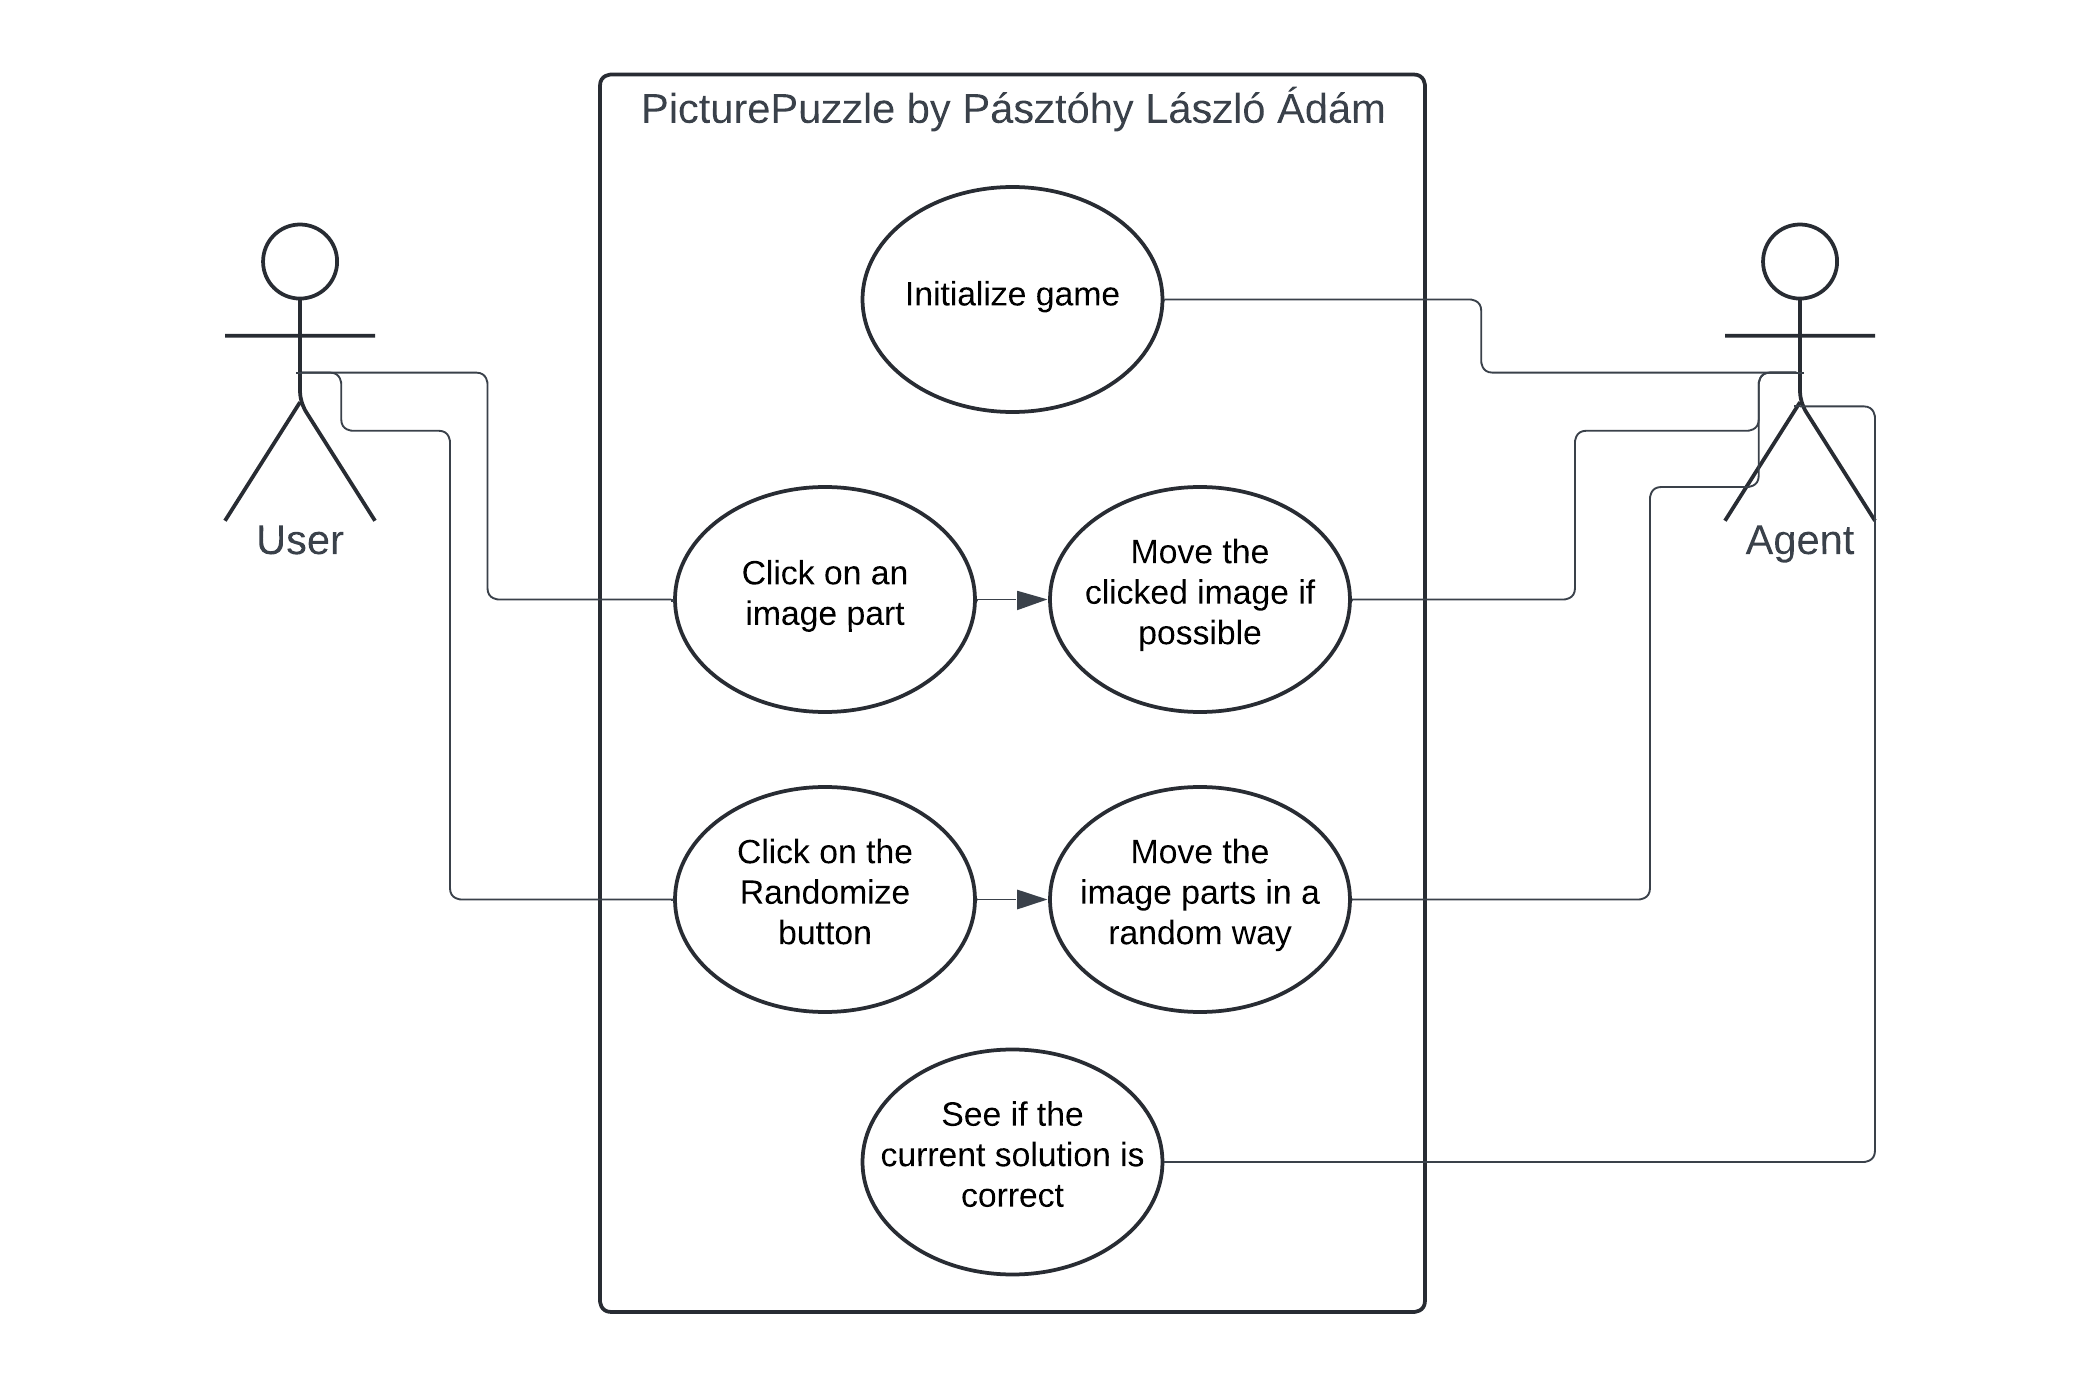 PicturePuzzle by Pásztóhy László Ádám
Initialize game
User
Agent
Click on an
image part
Move the
clicked image if
possible
Click on the
Randomize
button
Move the
image parts in a
random way
See if the
current solution is
correct